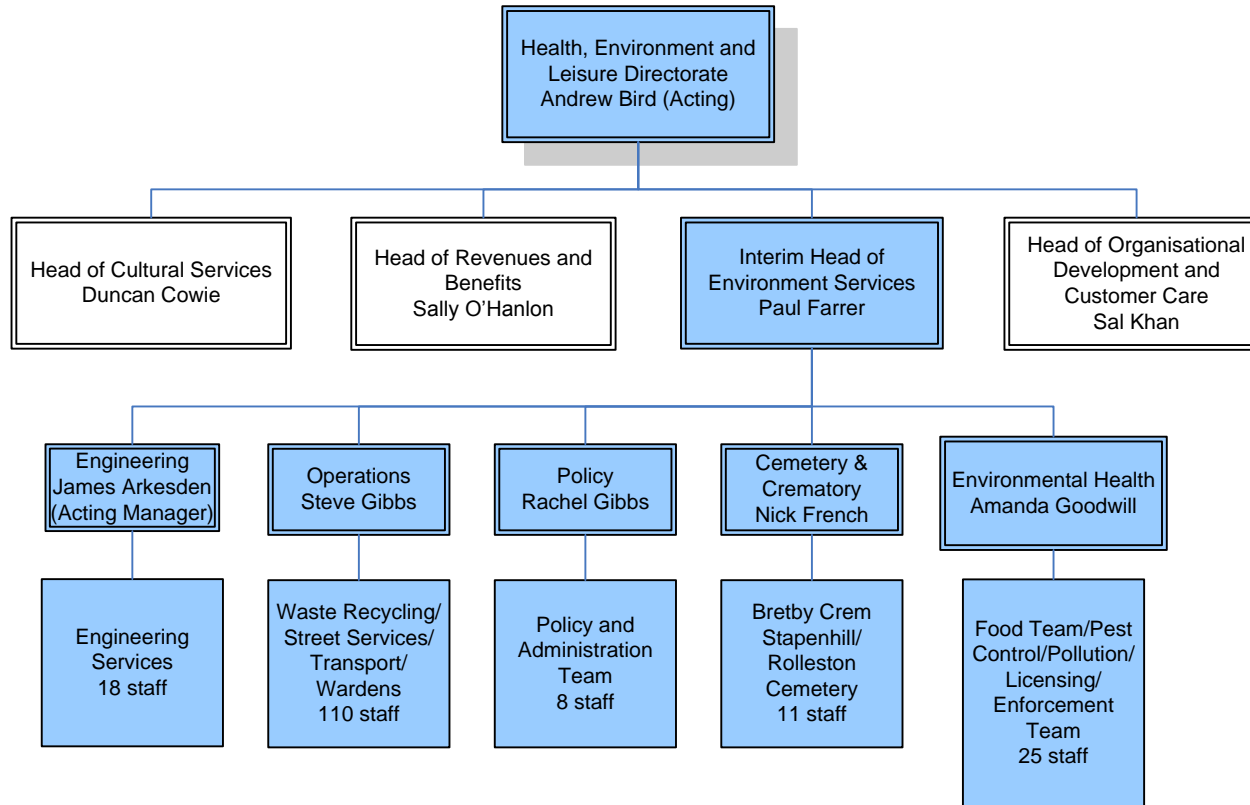 Health, Environment and
Leisure Directorate
Andrew Bird (Acting)
Head of Cultural Services
Duncan Cowie
Head of Revenues and
Benefits
Sally O’Hanlon
Interim Head of
Environment Services
Paul Farrer
Head of Organisational
Development and
Customer Care
Sal Khan
Engineering
James Arkesden
(Acting Manager)
Operations
Steve Gibbs
Policy
Rachel Gibbs
Cemetery &
Crematory
Nick French
Environmental Health
Amanda Goodwill
Engineering
Services
18 staff
Waste Recycling/
Street Services/
Transport/
Wardens
110 staff
Policy and
Administration
Team
8 staff
Bretby Crem
Stapenhill/
Rolleston
Cemetery
11 staff
Food Team/Pest
Control/Pollution/
Licensing/
Enforcement
Team
25 staff